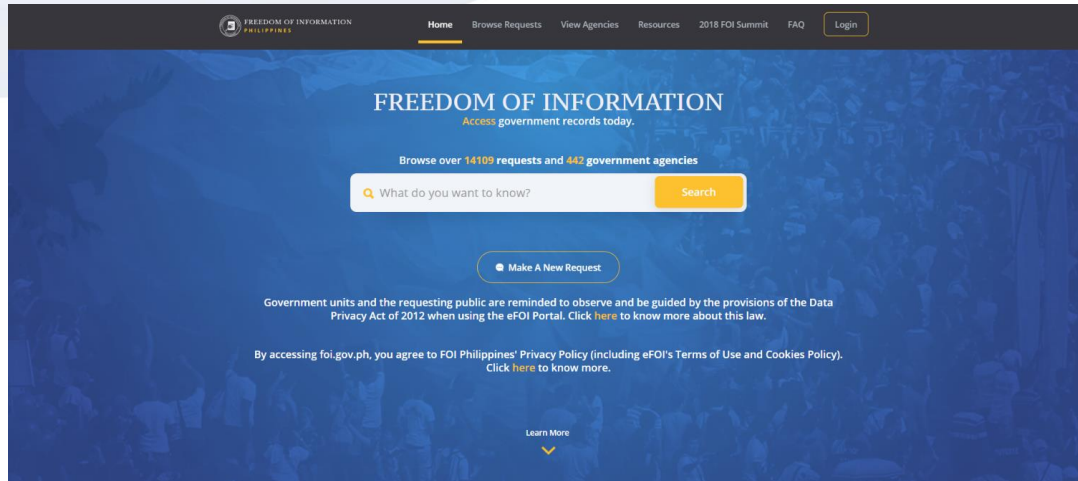 FREEDOM OF INFORMATION
PHILIPPINES
Home
Browse Requests
View Agencies
Resources
2018 FOI Summit
FAQ
Login
FREEDOM OF INFORMATION
Access government records today.
Browse over 14109 requests and 442 government agencies
What do you want to know?
Search
Make A New Request
Government units and the requesting public are reminded to observe and be guided by the provisions of the Data
Privacy Act of 2012 when using the eFOI Portal. Click here to know more about this law.
By accessing foi.gov.ph, you agree to FOI Philippines' Privacy Policy (including eFOI's Terms of Use and Cookies Policy).
Click here to know more.
Learn More